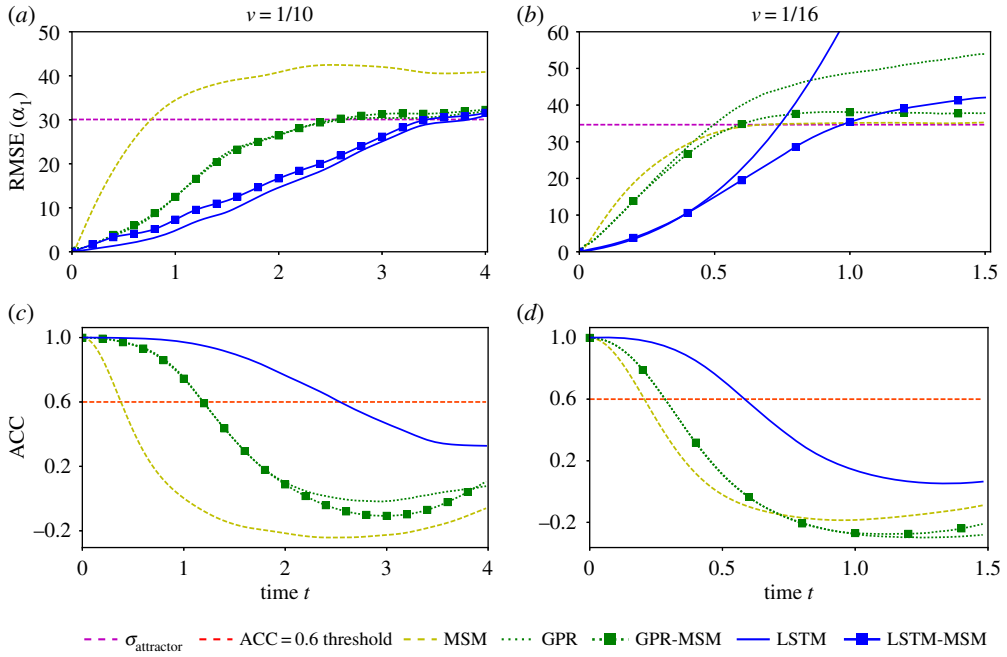 (a) v = 1/10
(b) v = 1/16
RMSE (α1)
50
40
30
20
10
0
0 1 2 3 4
60
50
40
30
20
10
0
0 0.5 1.0 1.5
(c)
(d)
ACC
1.0
0.6
0.2
−0.2
0 1 2 3 4
time t
1.0
0.6
0.2
−0.2
0 0.5 1.0 1.5
time t
σattractor ACC = 0.6 threshold MSM GPR GPR-MSM LSTM LSTM-MSM